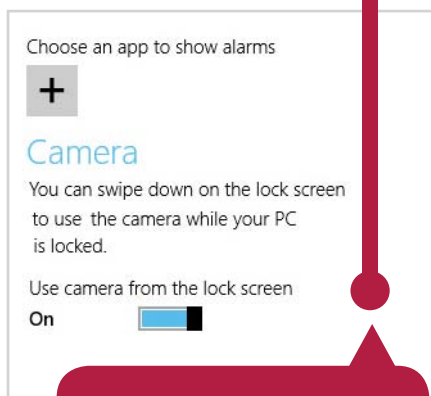 Choose an app to show alarms
+
Camera
You can swipe down on the lock screen
to use the camera while your PC
is locked.
Use camera from the lock screen
On